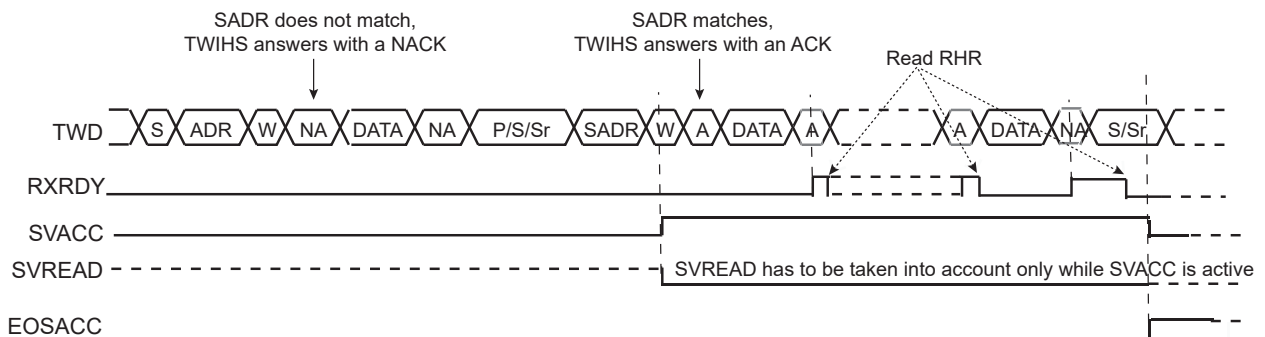 SADR does not match,
TWIHS answers with a NACK
SADR matches,
TWIHS answers with an ACK
Read RHR
TWD S ADR W NA DATA NA P/S/Sr SADR W A DATA A A DATA NA S/Sr
RXRDY
SVACC
SVREAD SVREAD has to be taken into account only while SVACC is active
EOSACC